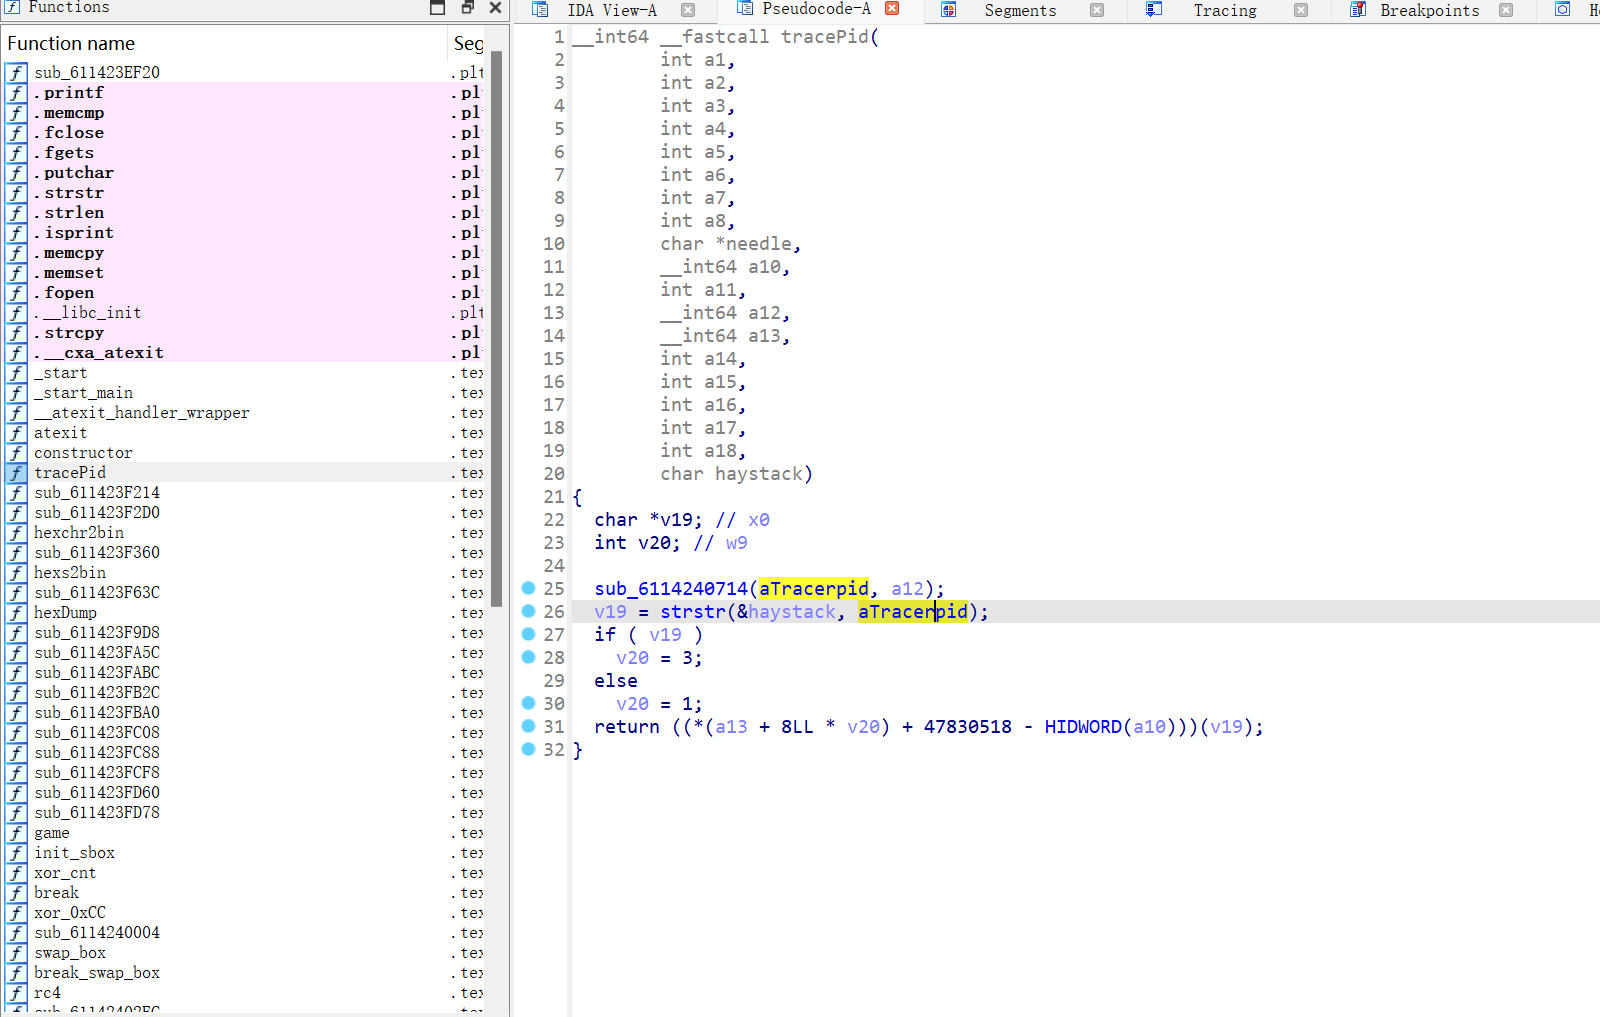 Functions
IDA View-A
Pseudocode-A
Segments
Tracing
Breakpoints
Function name
Seg
sub_611423EF20 .plt
.printf .pl
.memcmp .pl
.fclose .pl
.fgets .pl
.putchar .pl
.strstr .pl
.strlen .pl
.isprint .pl
.memcpy .pl
.memset .pl
.fopen .pl
.__libc_init .plt
.strcpy .pl
.__cxa_atexit .pl
_start .tex
_start_main .tex
__atexit_handler_wrapper .tex
atexit .tex
constructor .tex
tracePid .tex
sub_611423F214 .tex
sub_611423F2D0 .tex
hexchr2bin .tex
sub_611423F360 .tex
hexs2bin .tex
sub_611423F63C .tex
hexDump .tex
sub_611423F9D8 .tex
sub_611423FA5C .tex
sub_611423FABC .tex
sub_611423FB2C .tex
sub_611423FBA0 .tex
sub_611423FC08 .tex
sub_611423FC88 .tex
sub_611423FCF8 .tex
sub_611423FD60 .tex
sub_611423FD78 .tex
game .tex
init_sbox .tex
xor_cnt .tex
break .tex
xor_0xCC .tex
sub_6114240004 .tex
swap_box .tex
break_swap_box .tex
rc4 .tex
1 __int64 __fastcall tracePid(
2 int a1,
3 int a2,
4 int a3,
5 int a4,
6 int a5,
7 int a6,
8 int a7,
9 int a8,
10 char *needle,
11 __int64 a10,
12 int a11,
13 __int64 a12,
14 __int64 a13,
15 int a14,
16 int a15,
17 int a16,
18 int a17,
19 int a18,
20 char haystack)
21 {
22 char *v19; // x0
23 int v20; // w9
24
25 sub_6114240714(aTracerpid, a12);
26 v19 = strstr(&haystack, aTracerpid);
27 if ( v19 )
28 v20 = 3;
29 else
30 v20 = 1;
31 return ((*(a13 + 8LL * v20) + 47830518 - HIDWORD(a10)))(v19);
32 }